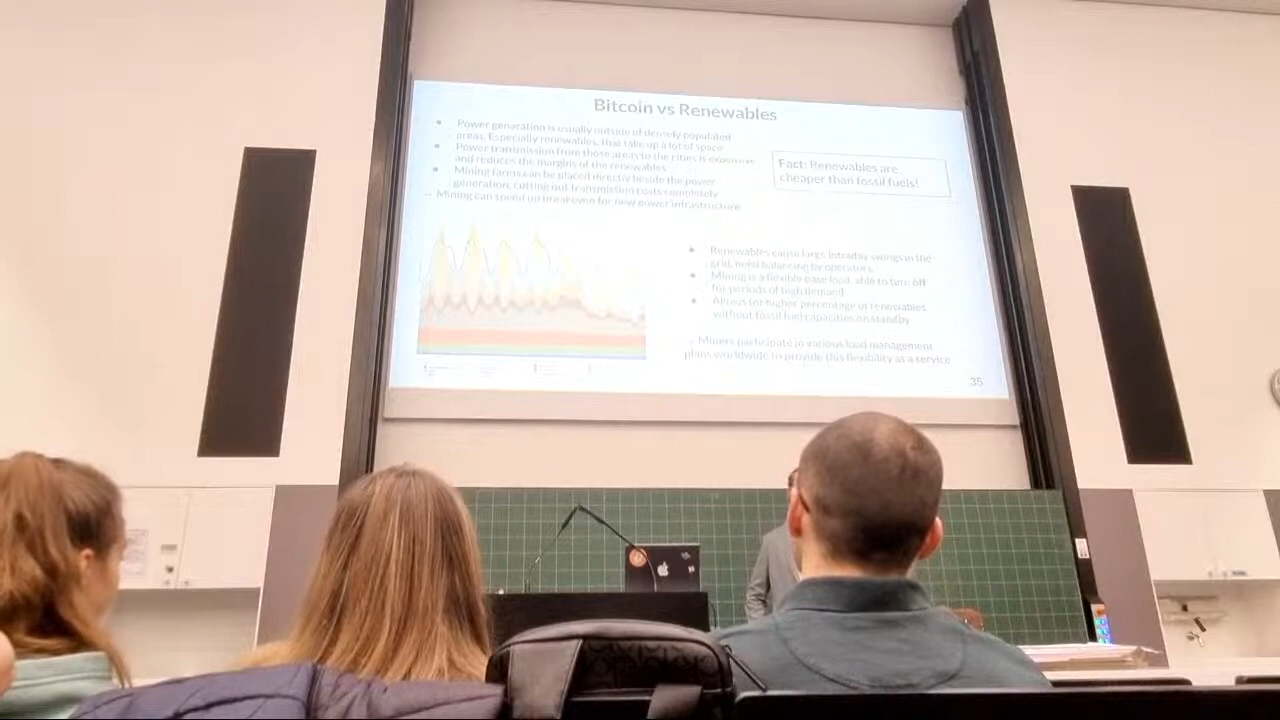 Bitcoin vs Renewables
• Power generation is usually outside of densely populated
areas. Especially renewables, that take up a lot of space
• Power transmission from those areas to the cities is expensive
and reduces the margins of the renewables
• Mining farms can be placed directly beside the power
generation, cutting out transmission costs completely
Mining can speed up breakeven for new power infrastructure
Fact: Renewables are
cheaper than fossil fuels!
• Renewables cause large intraday swings in the
grid, need balancing by operators.
• Mining is a flexible base load, able to turn off
for periods of high demand
• Allows for higher percentage of renewables
without fossil fuel capacities on standby
Miners participate in various load management
plans worldwide to provide this flexibility as a service
35